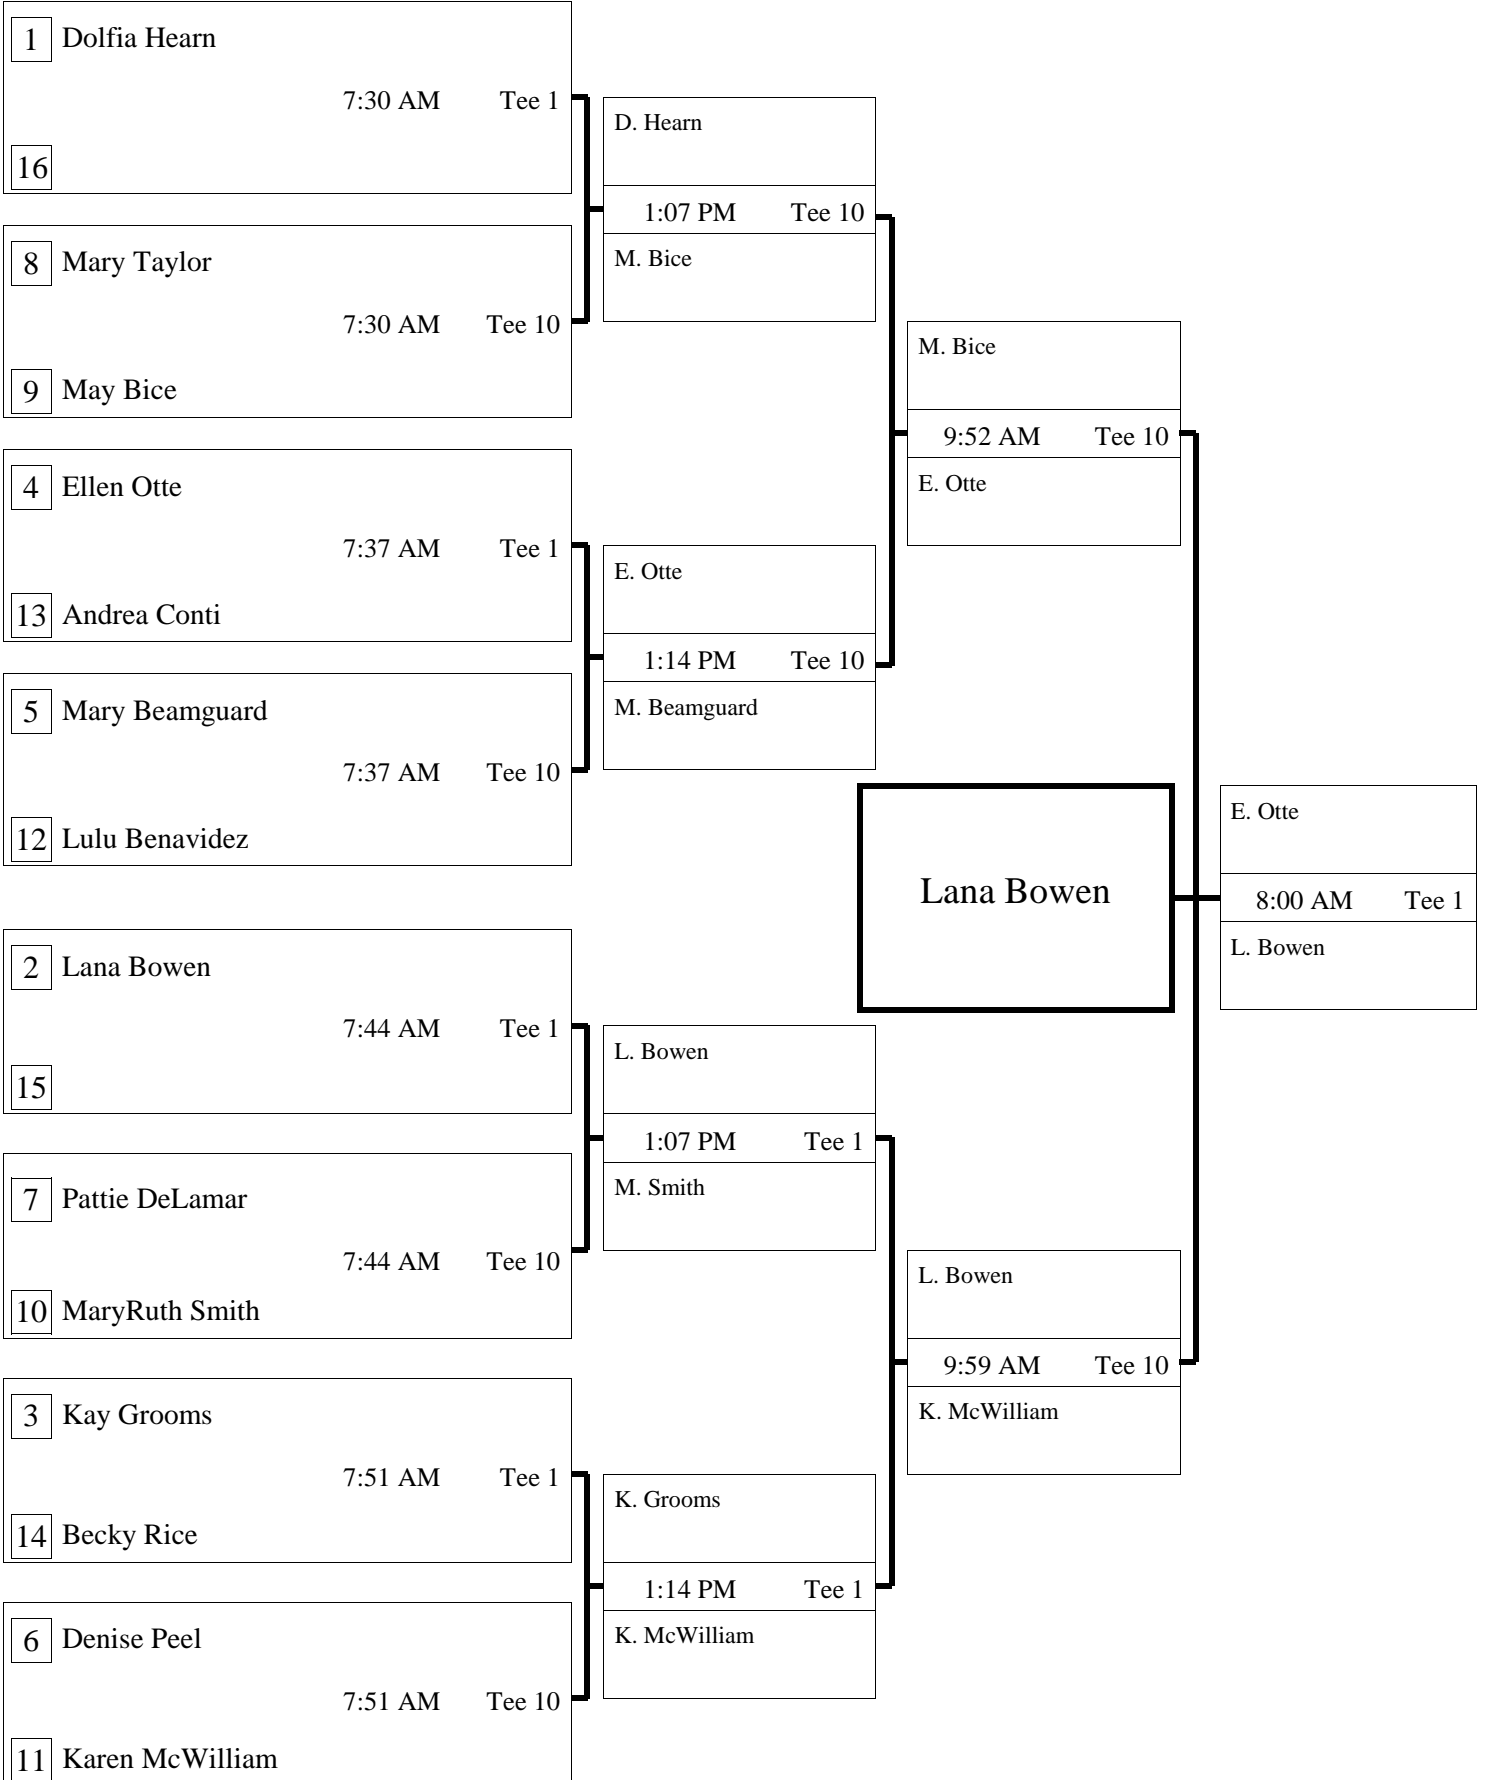 1 Dolfia Hearn
7:30 AM Tee 1
16
8 Mary Taylor
7:30 AM Tee 10
9 May Bice
4 Ellen Otte
7:37 AM Tee 1
13 Andrea Conti
5 Mary Beamguard
7:37 AM Tee 10
12 Lulu Benavidez
2 Lana Bowen
7:44 AM Tee 1
15
7 Pattie DeLamar
7:44 AM Tee 10
10 MaryRuth Smith
3 Kay Grooms
7:51 AM Tee 1
14 Becky Rice
6 Denise Peel
7:51 AM Tee 10
11 Karen McWilliam
D. Hearn
1:07 PM Tee 10
M. Bice
E. Otte
1:14 PM Tee 10
M. Beamguard
L. Bowen
1:07 PM Tee 1
M. Smith
K. Grooms
1:14 PM Tee 1
K. McWilliam
M. Bice
9:52 AM Tee 10
E. Otte
L. Bowen
9:59 AM Tee 10
K. McWilliam
Lana Bowen
E. Otte
8:00 AM Tee 1
L. Bowen